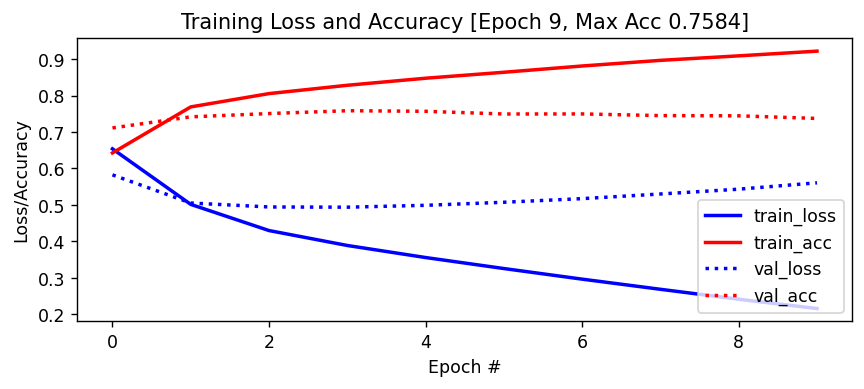 Training Loss and Accuracy [Epoch 9, Max Acc 0.7584]
0.9
0.8
0.7
0.6
0.5
0.4
0.3
0.2
Loss/Accuracy
train_loss
train_acc
val_loss
val_acc
0 2 4 6 8
Epoch #